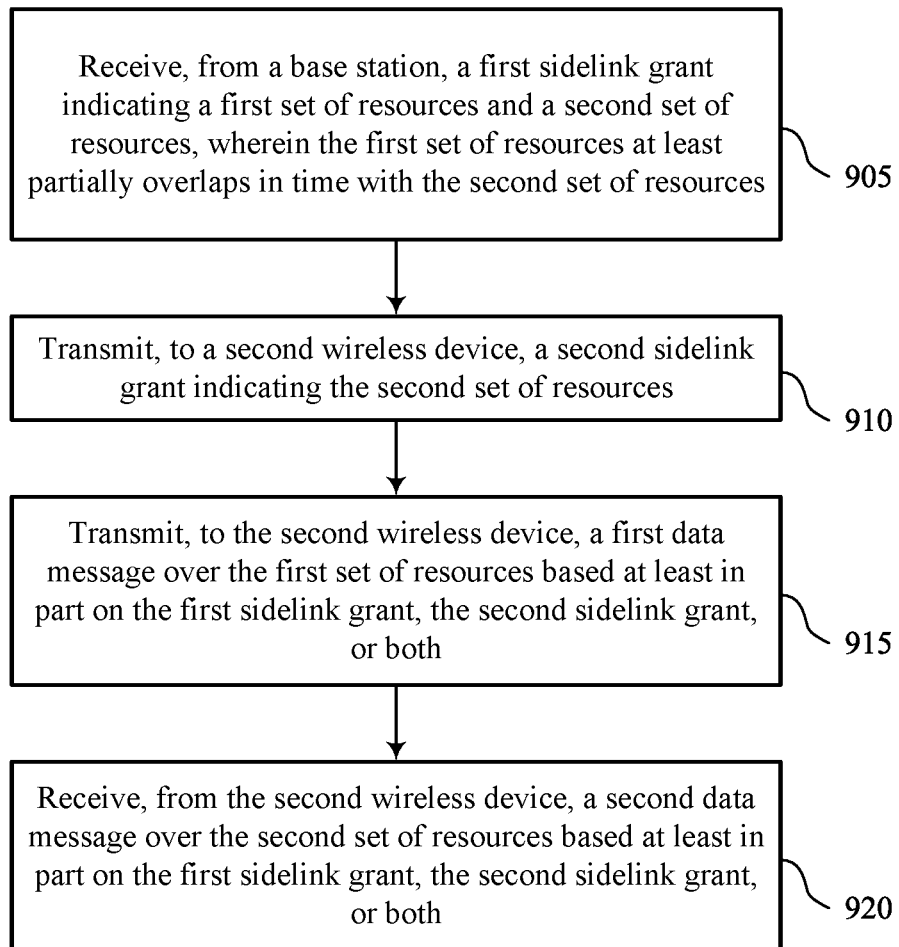 Receive, from a base station, a first sidelink grant
indicating a first set of resources and a second set of
resources, wherein the first set of resources at least
partially overlaps in time with the second set of resources
905
Transmit, to a second wireless device, a second sidelink
grant indicating the second set of resources
910
Transmit, to the second wireless device, a first data
message over the first set of resources based at least in
part on the first sidelink grant, the second sidelink grant,
or both
915
Receive, from the second wireless device, a second data
message over the second set of resources based at least in
part on the first sidelink grant, the second sidelink grant,
or both
920